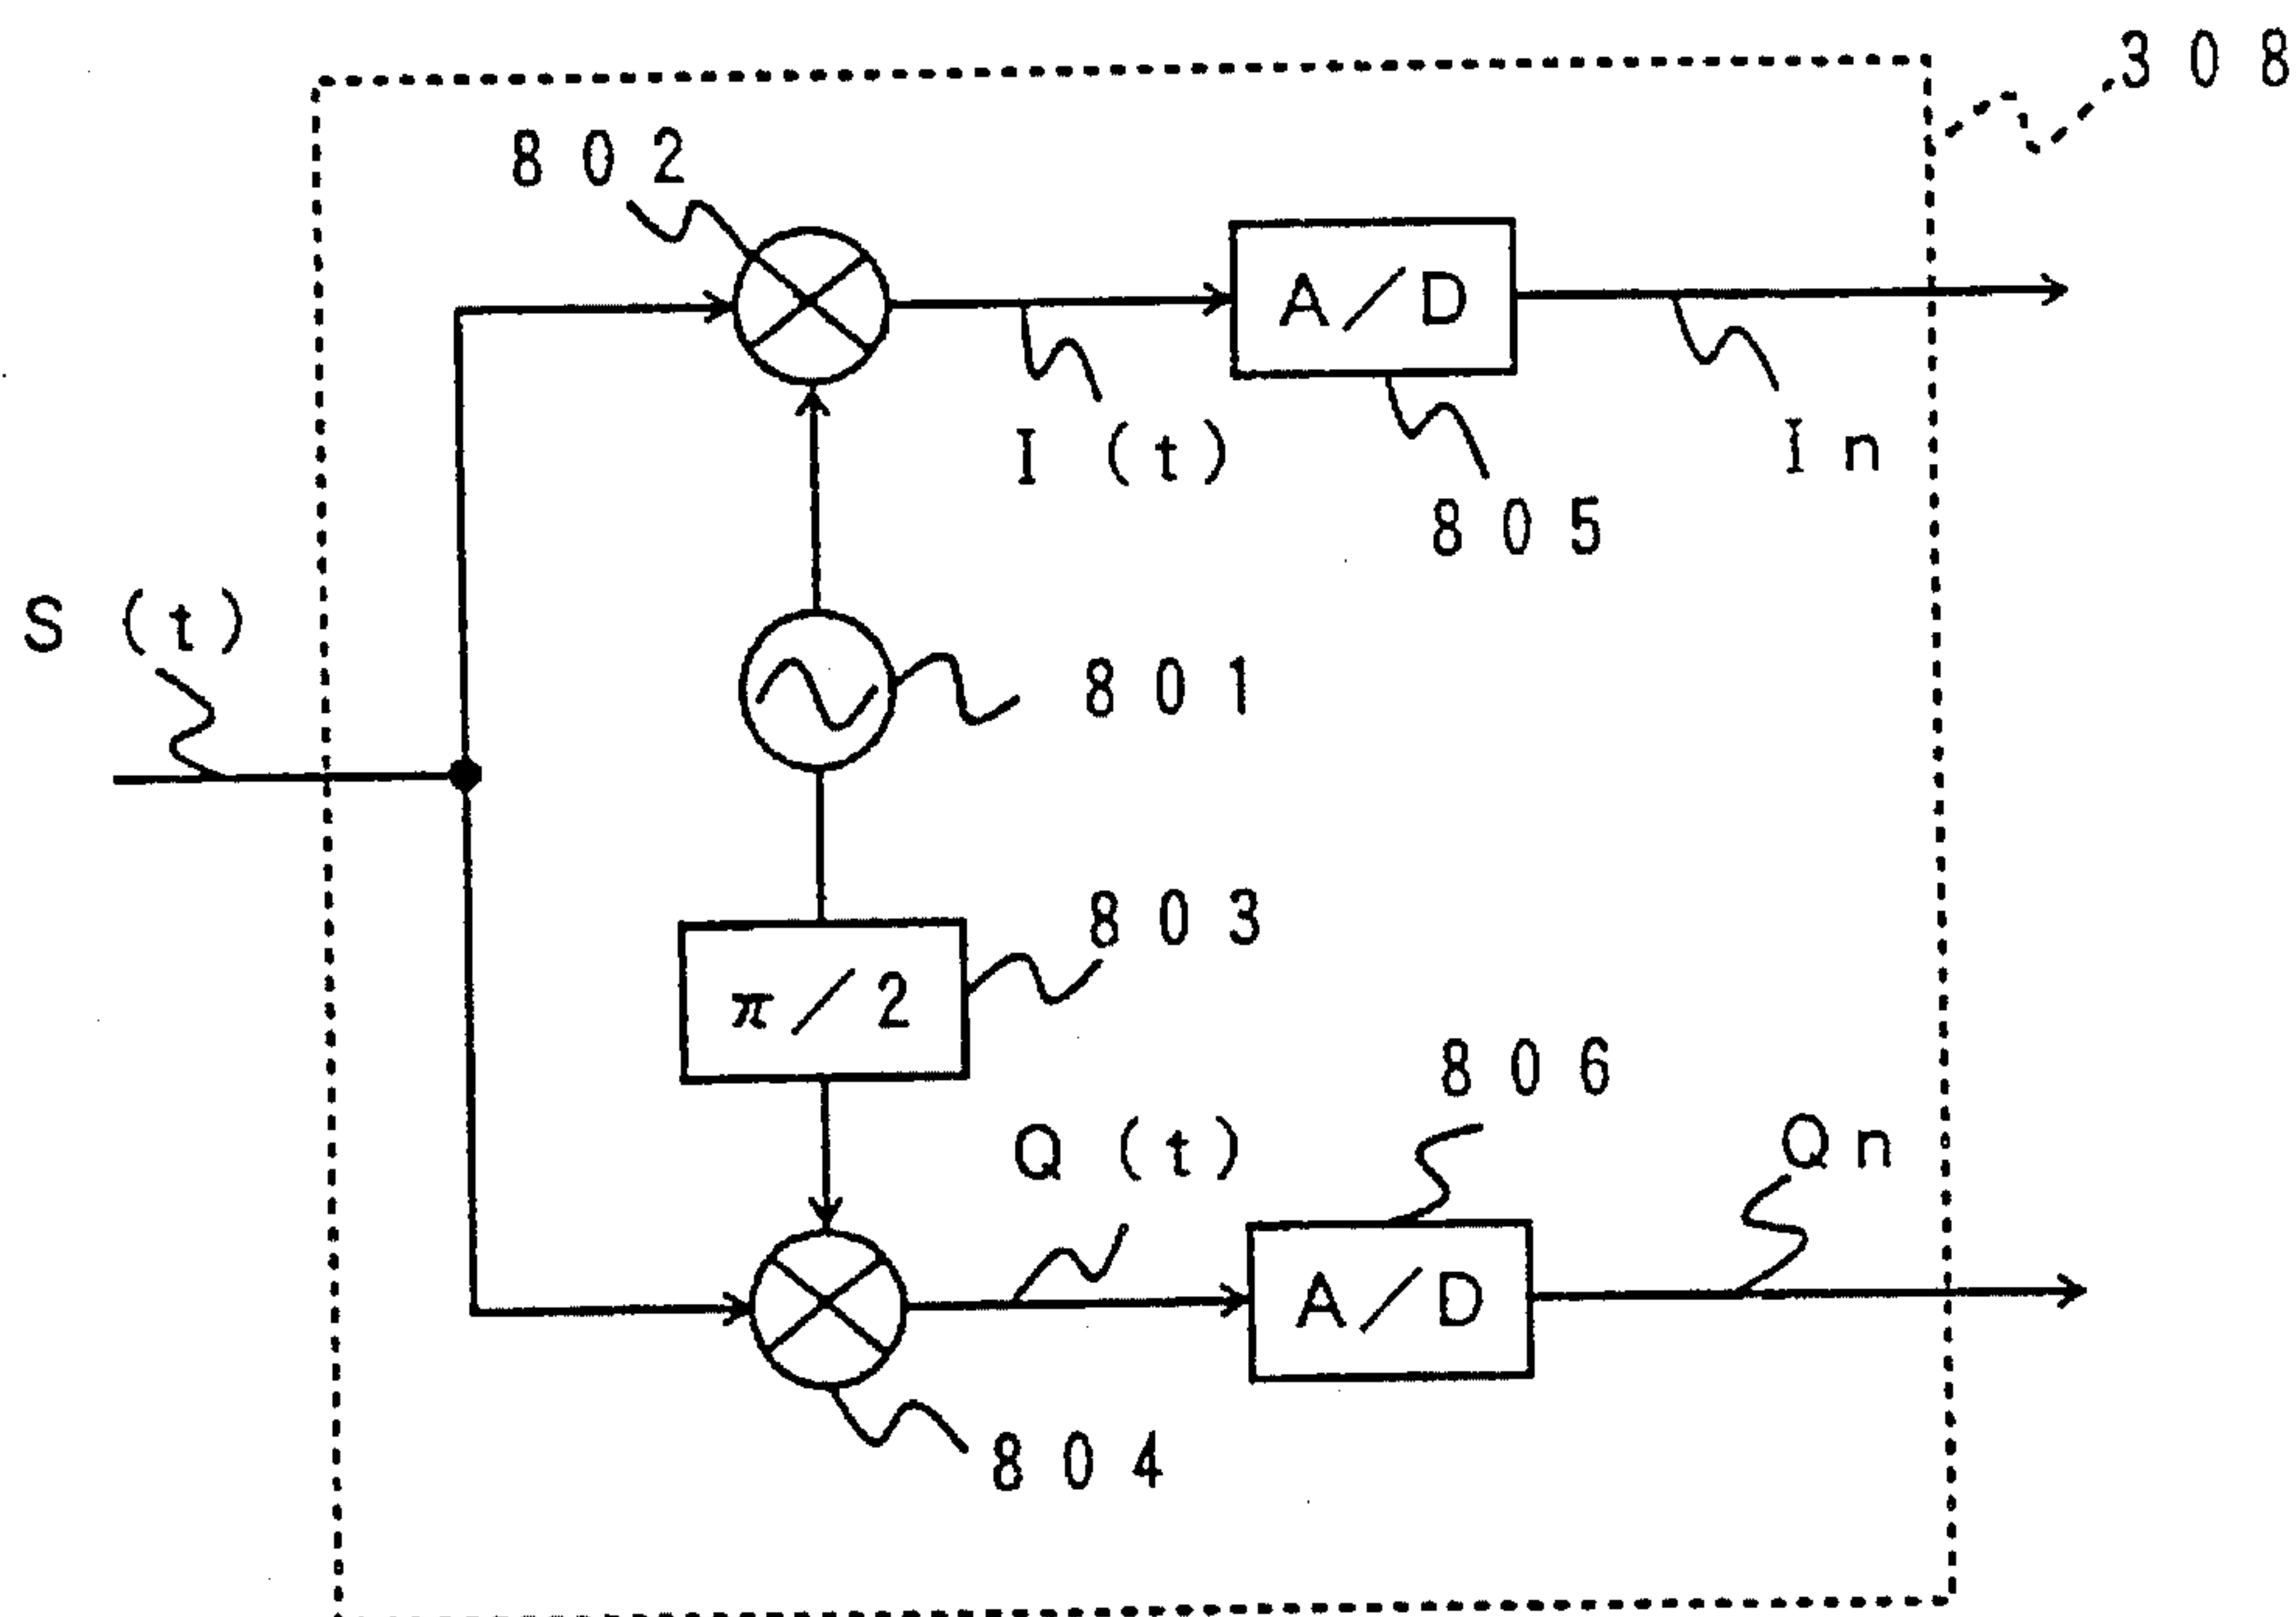 308
802
A/D
I(t)
In
805
S(t)
801
803
π/2
806
Q(t)
Qn
A/D
804